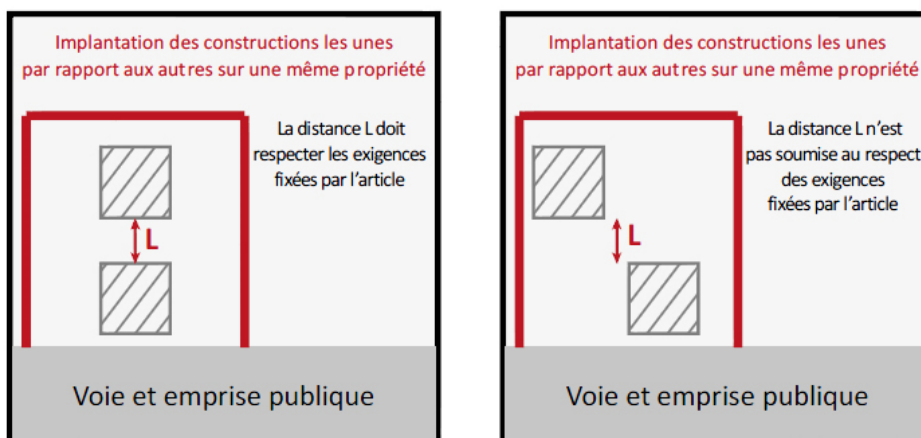 Implantation des constructions les unes
par rapport aux autres sur une même propriété
La distance L doit
respecter les exigences
fixées par l'article
L
Voie et emprise publique
Implantation des constructions les unes
par rapport aux autres sur une même propriété
La distance L n'est
pas soumise au respect
des exigences
fixées par l'article
L
Voie et emprise publique